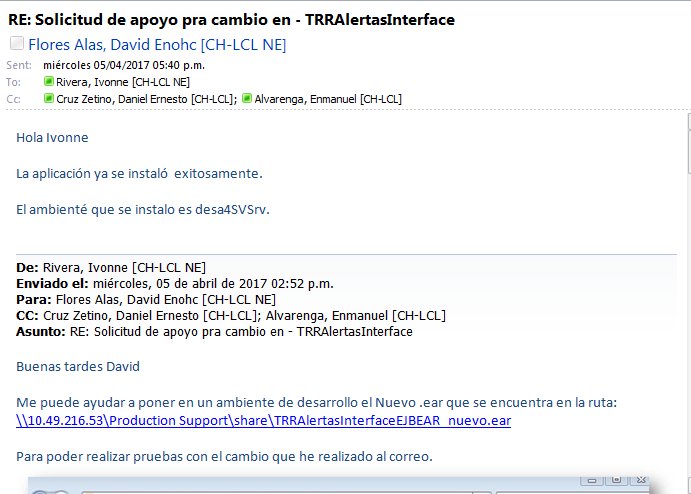 RE: Solicitud de apoyo pra cambio en - TRRAlertasInterface
Flores Alas, David Enohc [CH-LCL NE]
Sent: miércoles 05/04/2017 05:40 p.m.
To: Rivera, Ivonne [CH-LCL NE]
Cc: Cruz Zetino, Daniel Ernesto [CH-LCL]; Alvarenga, Enmanuel [CH-LCL]
Hola Ivonne
La aplicación ya se instaló exitosamente.
El ambienté que se instalo es desa4SVSrv.
De: Rivera, Ivonne [CH-LCL NE]
Enviado el: miércoles, 05 de abril de 2017 02:52 p.m.
Para: Flores Alas, David Enohc [CH-LCL NE]
CC: Cruz Zetino, Daniel Ernesto [CH-LCL]; Alvarenga, Enmanuel [CH-LCL]
Asunto: RE: Solicitud de apoyo pra cambio en - TRRAlertasInterface
Buenas tardes David
Me puede ayudar a poner en un ambiente de desarrollo el Nuevo .ear que se encuentra en la ruta:
\\10.49.216.53\Production Support\share\TRRAlertasInterfaceEJBEAR_nuevo.ear
Para poder realizar pruebas con el cambio que he realizado al correo.